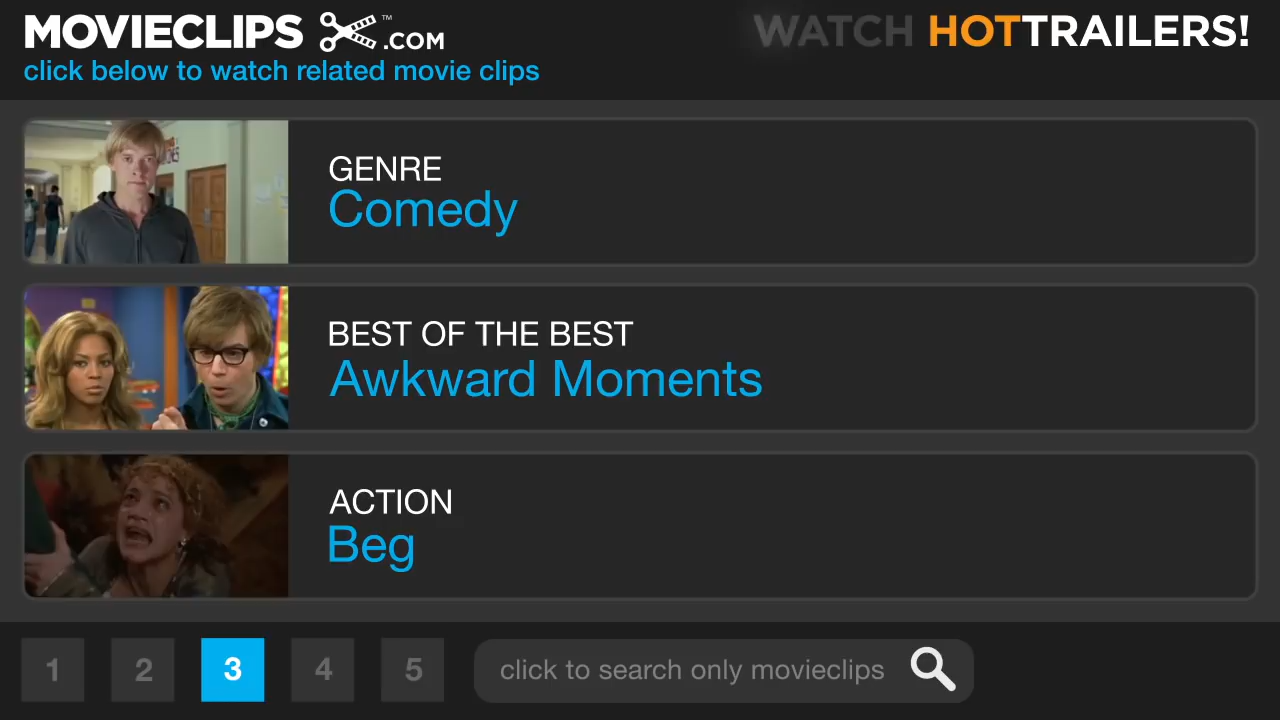 MOVIECLIPS ™ .COM
WATCH HOTTRAILERS!
click below to watch related movie clips
GENRE
Comedy
BEST OF THE BEST
Awkward Moments
ACTION
Beg
1 2 3 4 5
click to search only movieclips